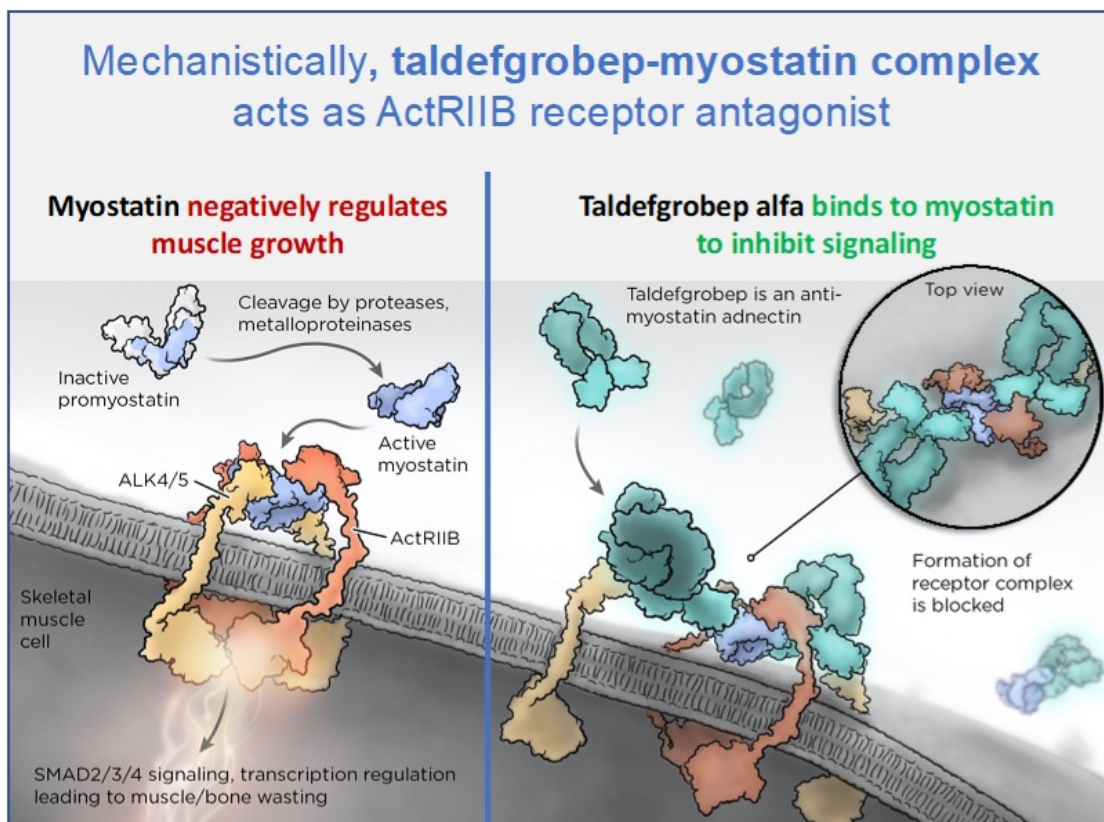 Mechanistically, taldefgrobep-myostatin complex
acts as ActRIIB receptor antagonist
Myostatin negatively regulates
muscle growth
Cleavage by proteases,
metalloproteinases
Inactive
promyostatin
Active
myostatin
ALK4/5
ActRIIB
Skeletal
muscle
cell
SMAD2/3/4 signaling, transcription regulation
leading to muscle/bone wasting
Taldefgrobep alfa binds to myostatin
to inhibit signaling
Taldefgrobep is an anti-
myostatin adnectin
Top view
Formation of
receptor complex
is blocked